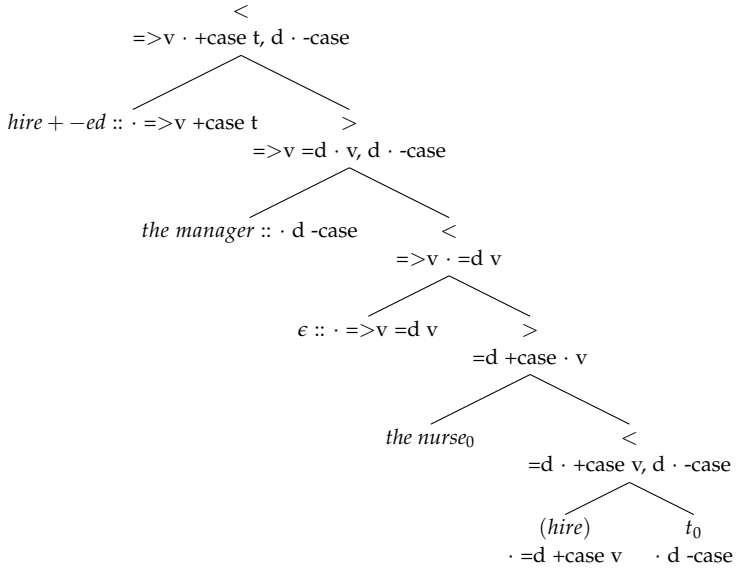 <
=>v · +case t, d · -case
hire + −ed :: · =>v +case t >
=>v =d · v, d · -case
the manager :: · d -case <
=>v · =d v
ϵ :: · =>v =d v >
=d +case · v
the nurse₀ <
=d · +case v, d · -case
(hire) t₀
· =d +case v · d -case